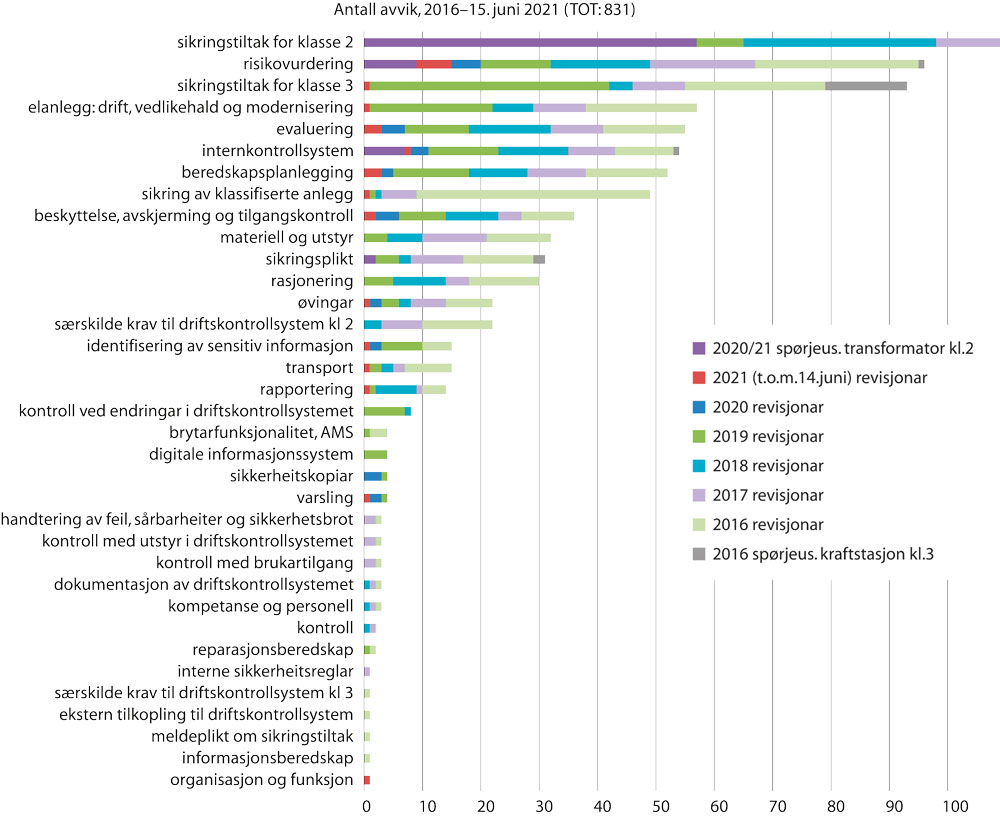 Antall avvik, 2016–15. juni 2021 (TOT: 831)
sikringstiltak for klasse 2
risikovurdering
sikringstiltak for klasse 3
elanlegg: drift, vedlikehald og modernisering
evaluering
internkontrollsystem
beredskapsplanlegging
sikring av klassifiserte anlegg
beskyttelse, avskjerming og tilgangskontroll
materiell og utstyr
sikringsplikt
rasjonering
øvingar
særskilde krav til driftskontrollsystem kl 2
identifisering av sensitiv informasjon
transport
rapportering
kontroll ved endringar i driftskontrollsystemet
brytarfunksjonalitet, AMS
digitale informasjonssystem
sikkerheitskopiar
varsling
handtering av feil, sårbarheiter og sikkerhetsbrot
kontroll med utstyr i driftskontrollsystemet
kontroll med brukartilgang
dokumentasjon av driftskontrollsystemet
kompetanse og personell
kontroll
reparasjonsberedskap
interne sikkerheitsreglar
særskilde krav til driftskontrollsystem kl 3
ekstern tilkopling til driftskontrollsystem
meldeplikt om sikringstiltak
informasjonsberedskap
organisasjon og funksjon
2020/21 spørjeus. transformator kl.2
2021 (t.o.m.14.juni) revisjonar
2020 revisjonar
2019 revisjonar
2018 revisjonar
2017 revisjonar
2016 revisjonar
2016 spørjeus. kraftstasjon kl.3
0 10 20 30 40 50 60 70 80 90 100